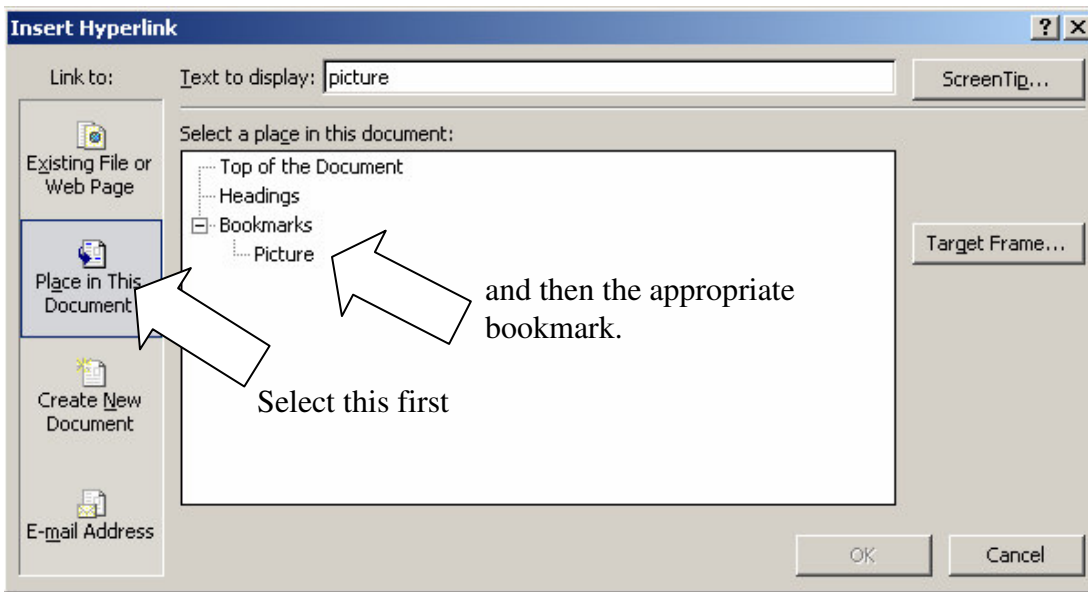 Insert Hyperlink
Link to:
Text to display: picture
ScreenTip...
Select a place in this document:
Existing File or
Web Page
Place in This
Document
Create New
Document
E-mail Address
Top of the Document
Headings
Bookmarks
Picture
Target Frame...
and then the appropriate
bookmark.
Select this first
OK
Cancel